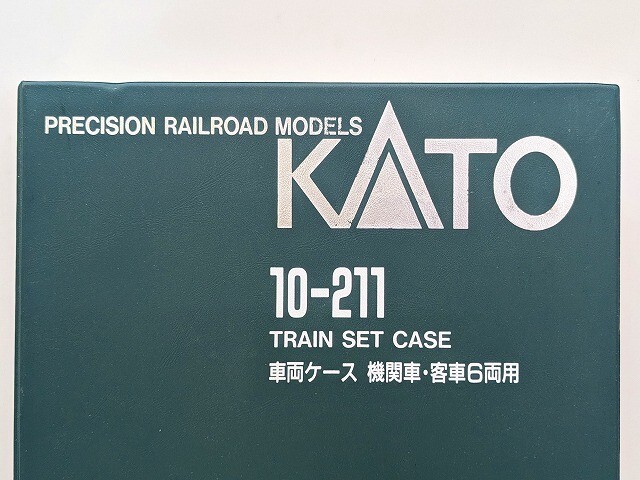 PRECISION RAILROAD MODELS
KATO
10-211
TRAIN SET CASE
車両ケース 機関車・客車6両用